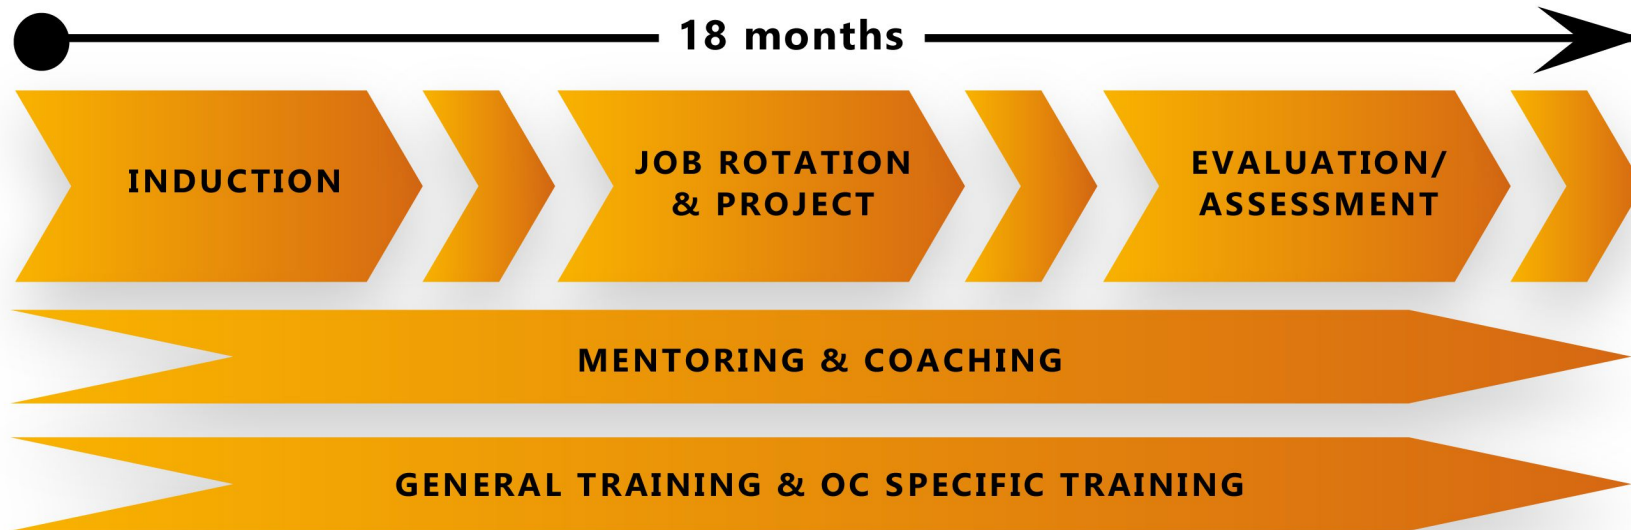 18 months
INDUCTION
JOB ROTATION
& PROJECT
EVALUATION/
ASSESSMENT
MENTORING & COACHING
GENERAL TRAINING & OC SPECIFIC TRAINING